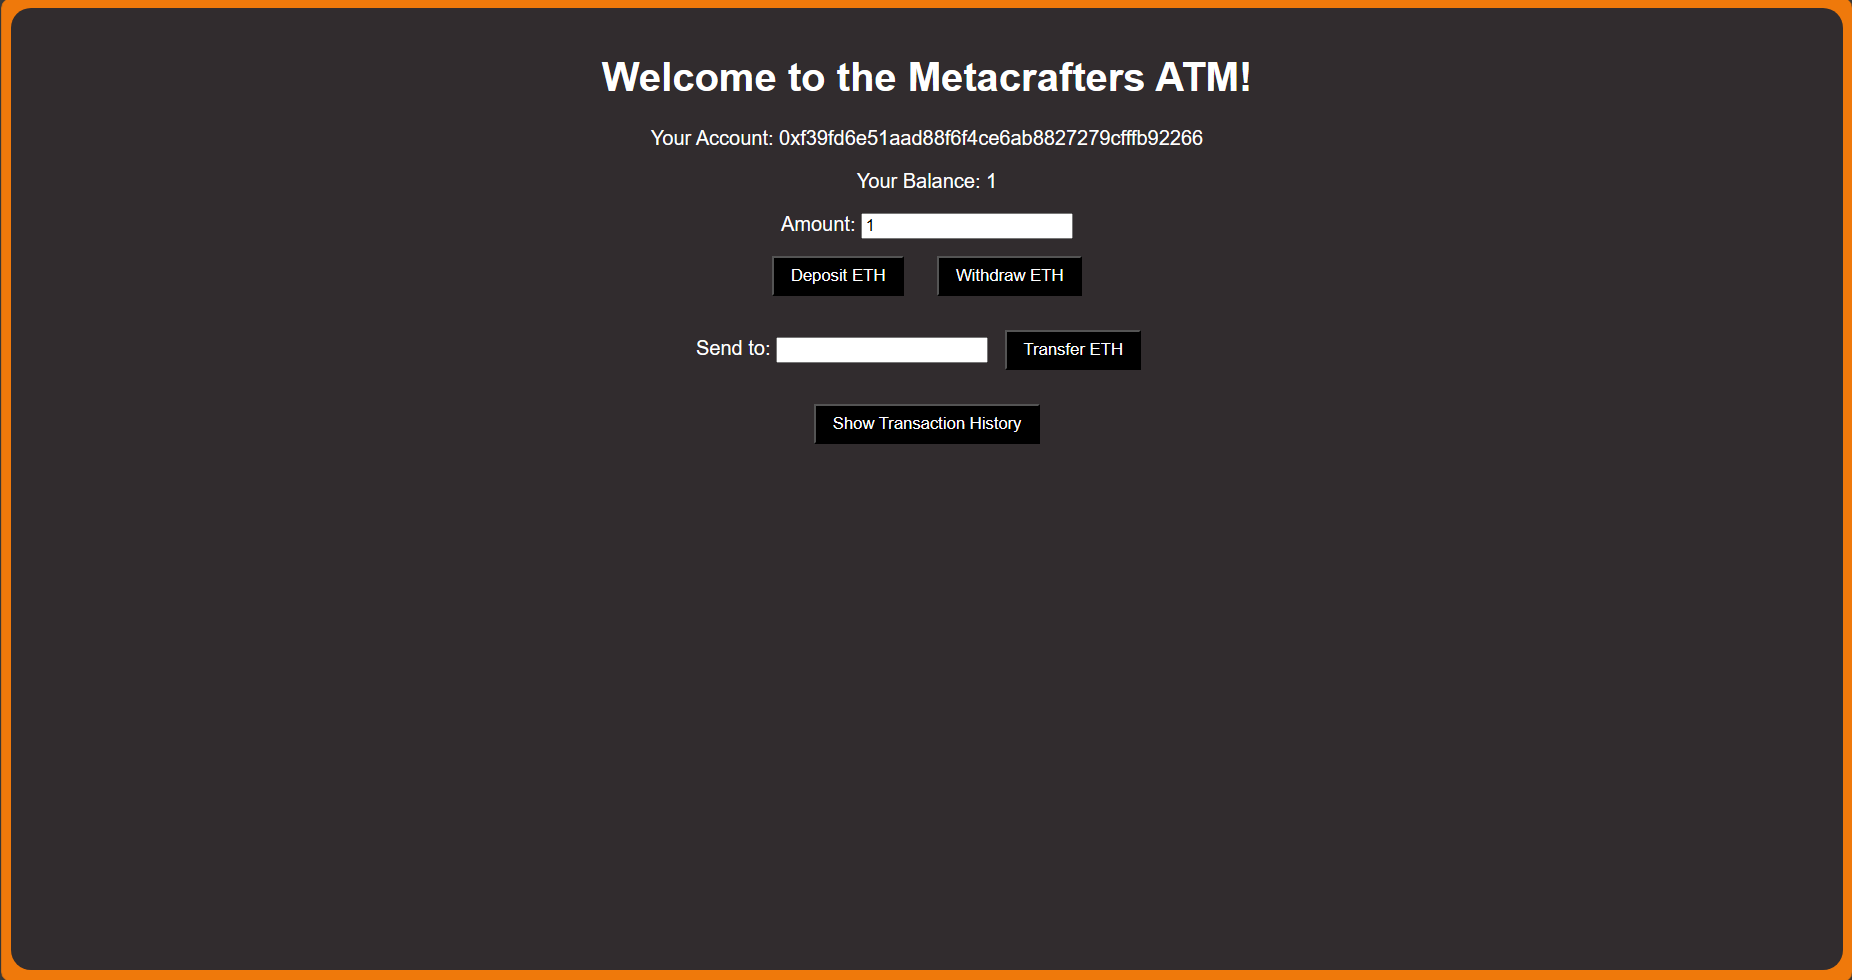 Welcome to the Metacrafters ATM!
Your Account: 0xf39fd6e51aad88f6f4ce6ab8827279cfffb92266
Your Balance: 1
Amount: 1
Deposit ETH Withdraw ETH
Send to: Transfer ETH
Show Transaction History